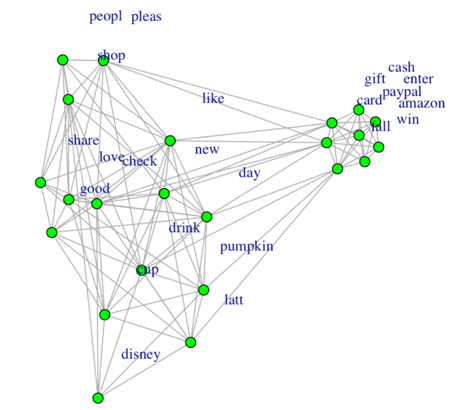 peopl pleas
shop
cash
gift enter
paypal
card amazon
like
win
fall
share
new
love check
day
good
drink
pumpkin
cup
latt
disney